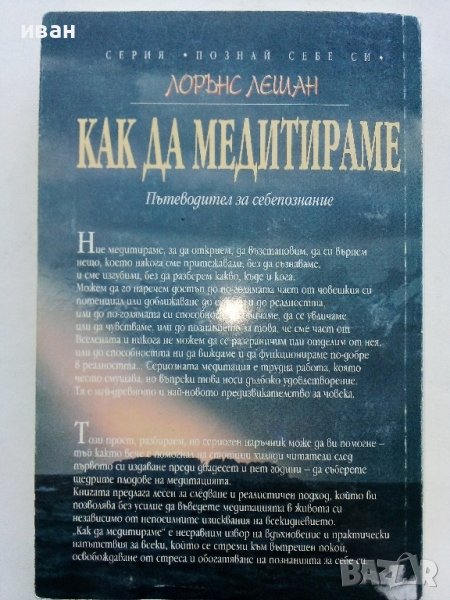 иван
СЕРИЯ • ПОЗНАЙ СЕБЕ СИ •
ЛОРЪНС ЛЕШАН
КАК ДА МЕДИТИРАМЕ
Пътеводител за себепознание
Ние медитираме, за да открием, да възстановим, да си върнем
нещо, което някога сме притежавали, без да съзнаваме,
и сме изгубили, без да разберем какво, къде и кога.
Можем да го наречем достъп до по-голямата част от човешкия си
потенциал или доближаване до до реалността,
или до по-голямата си способност да се увличаме
или да чувстваме, или до познанието за това, че сме част от
Вселената и никога не можем да се разграничим или отделим от нея,
или до способността ни да виждаме и да функционираме по-добре
в реалността... Сериозната медитация е трудна работа, която
често смущава, но въпреки това носи дълбоко удовлетворение.
Тя е най-древното и най-новото предизвикателство за човека.
Този прост, разбираем, но сериозен наръчник може да ви помогне –
тъй както вече е помогнал на стотици хиляди читатели след
първото си издаване преди двадесет и пет години – да съберете
щедрите плодове на медитацията.
Книгата предлага лесен за следване и реалистичен подход, който ви
позволява без усилие да въведете медитацията в живота си
независимо от непосилните изисквания на всекидневието.
„Как да медитираме“ е несравним извор на вдъхновение и практически
напътствия за всеки, който се стреми към вътрешен покой,
освобождаване от стреса и обогатяване на познанията за себе си.
BAZAR